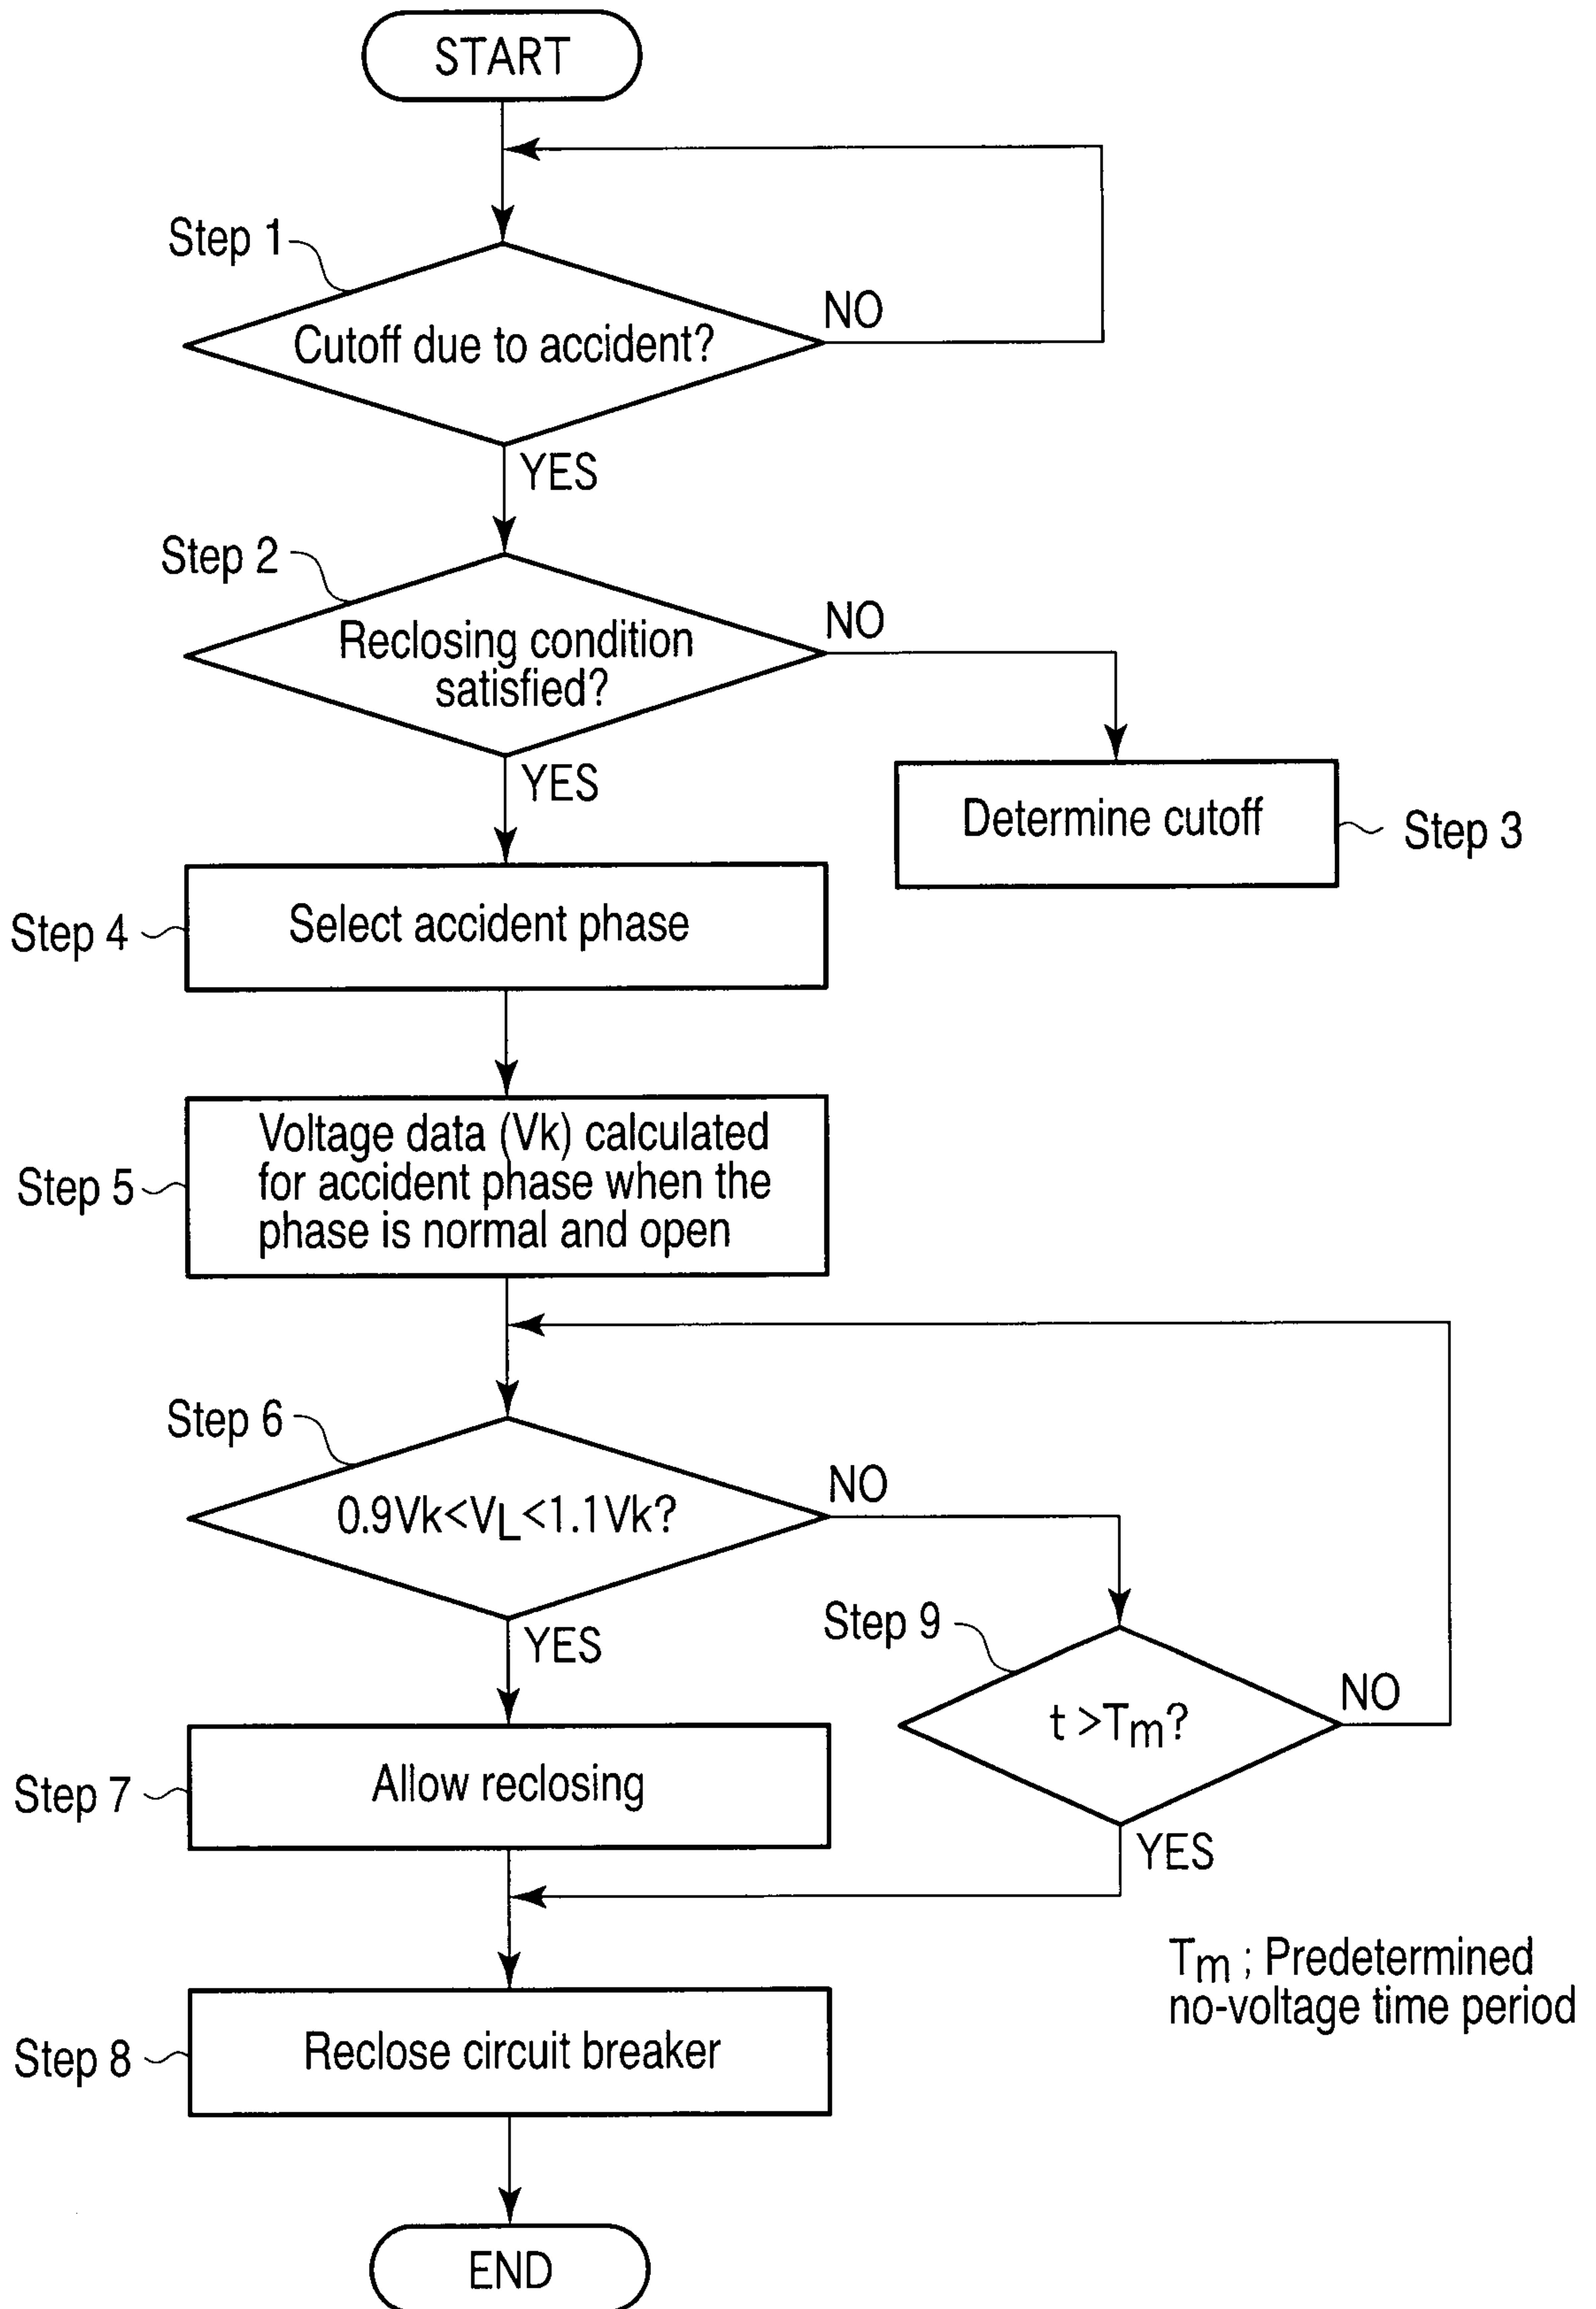 START
Step 1
Cutoff due to accident?
NO
YES
Step 2
Reclosing condition
satisfied?
NO
YES
Determine cutoff
Step 3
Step 4
Select accident phase
Step 5
Voltage data (Vk) calculated
for accident phase when the
phase is normal and open
Step 6
0.9Vk<VL<1.1Vk?
NO
YES
Step 9
t >Tm?
NO
YES
Step 7
Allow reclosing
Tm ; Predetermined
no-voltage time period
Step 8
Reclose circuit breaker
END